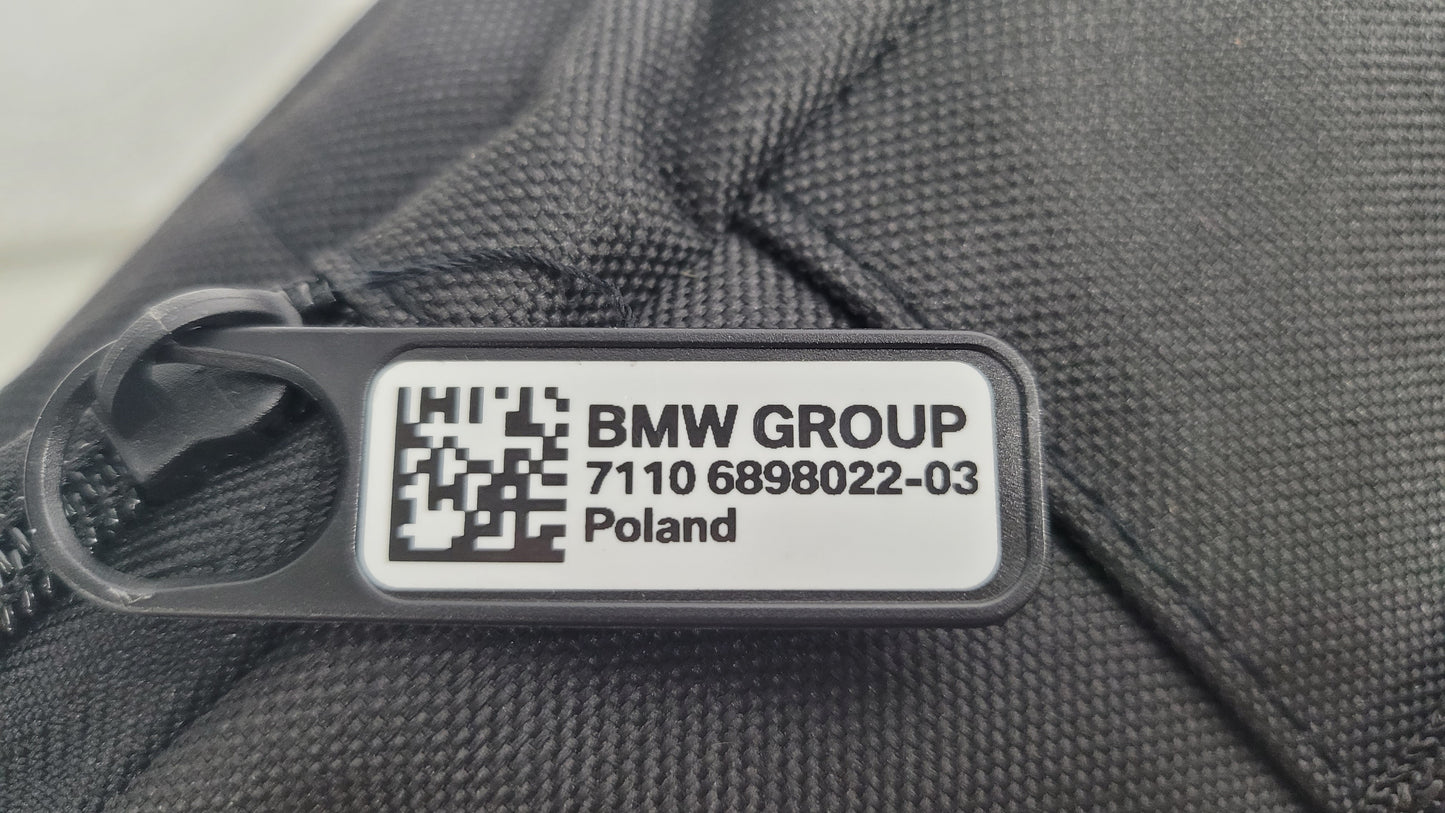 BMW GROUP
7110 6898022-03
Poland